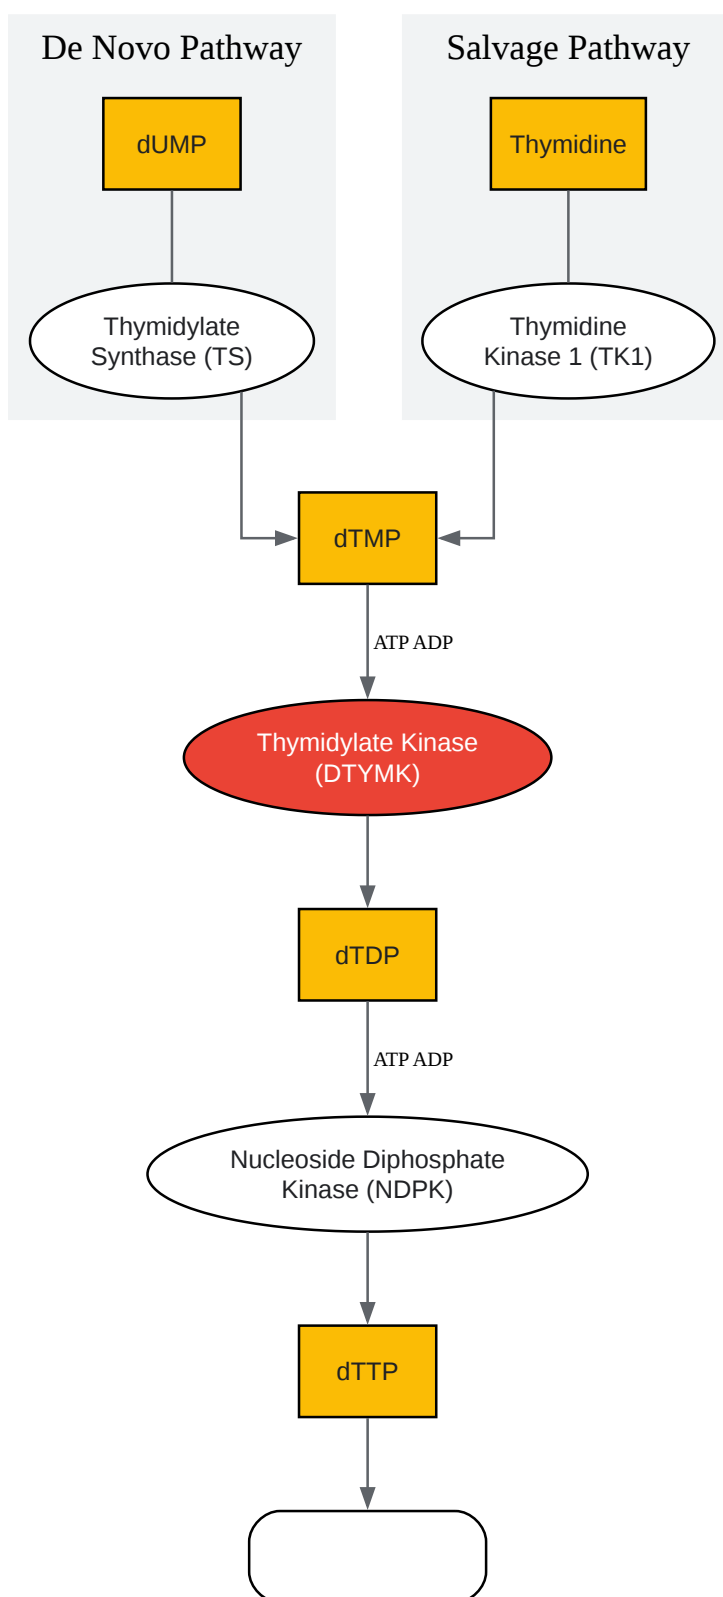 De Novo Pathway
Salvage Pathway
dUMP
Thymidine
Thymidylate
Synthase (TS)
Thymidine
Kinase 1 (TK1)
dTMP
ATP ADP
Thymidylate Kinase
(DTYMK)
dTDP
ATP ADP
Nucleoside Diphosphate
Kinase (NDPK)
dTTP